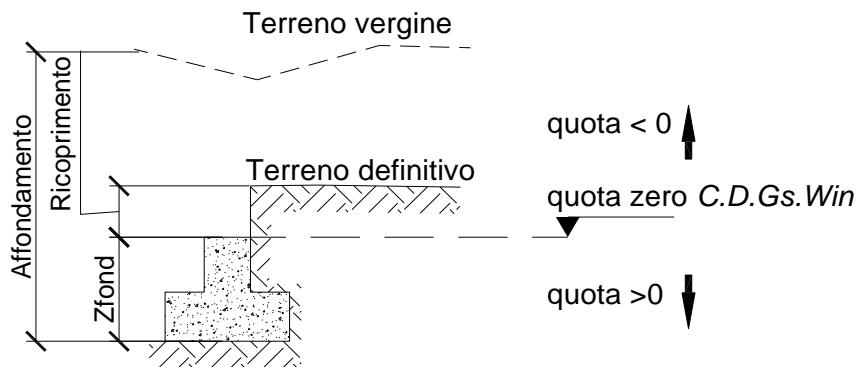 Terreno vergine
Affondamento
Ricoprimento
quota < 0
Terreno definitivo
quota zero C.D.Gs.Win
Zfond
quota >0